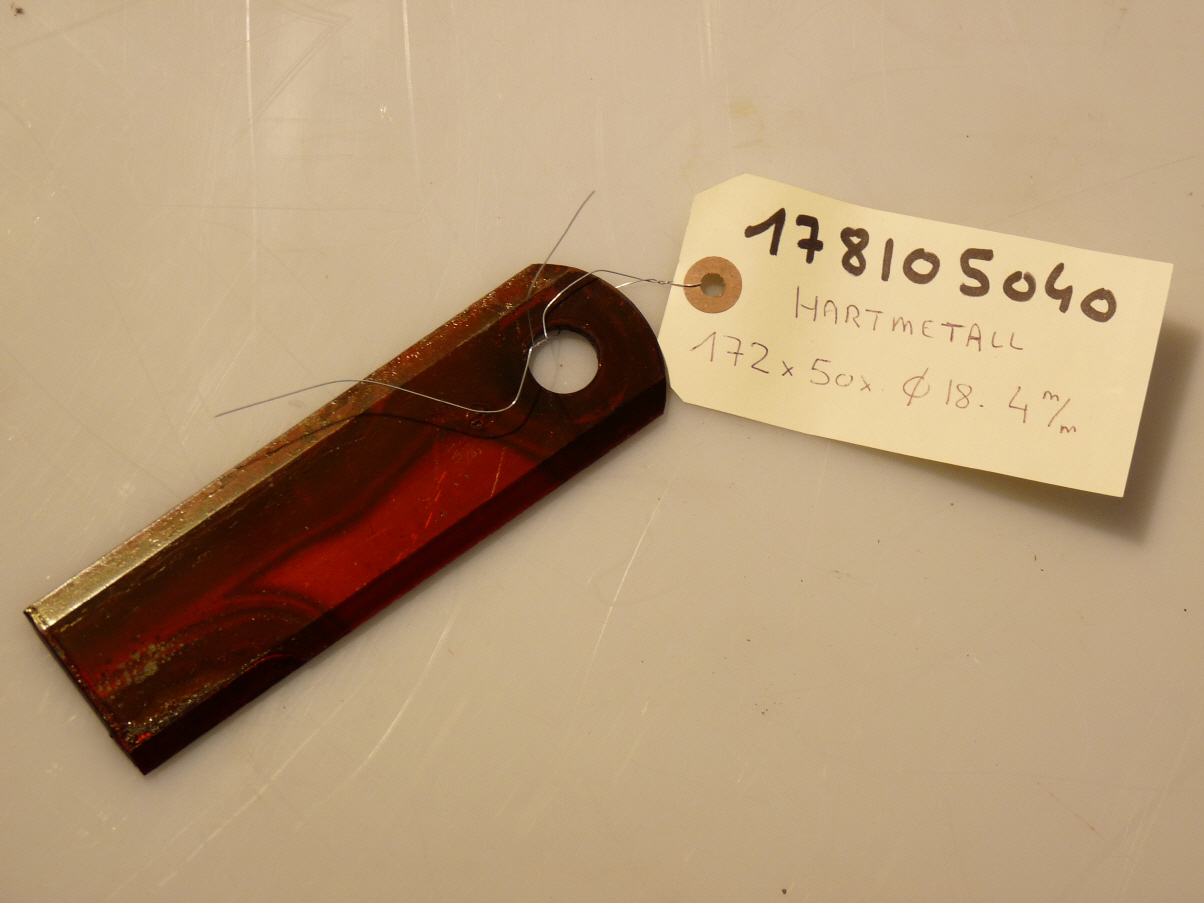 178105040
HARTMETALL
172 x 50 x. ϕ 18. 4 m/m